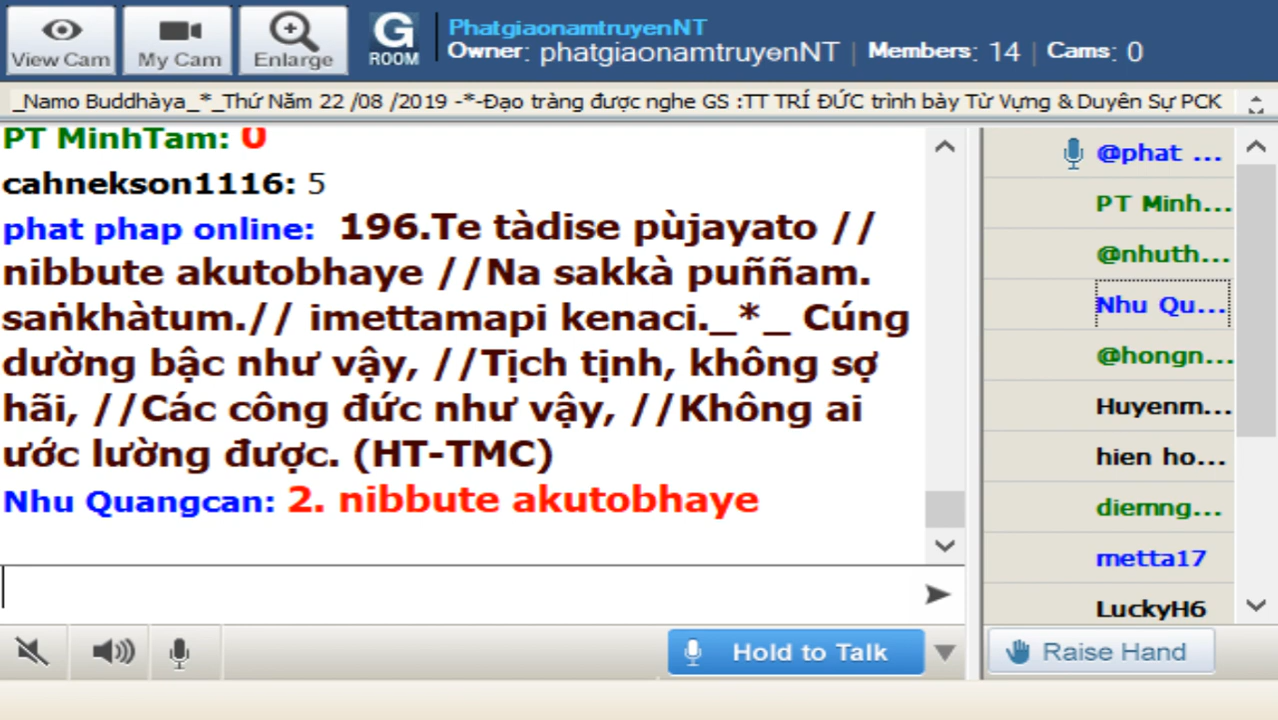 View Cam
My Cam
Enlarge
G
ROOM
PhatgiaonamtruyenNT
Owner: phatgiaonamtruyenNT | Members: 14 | Cams: 0
_Namo Buddhàya_*_Thứ Năm 22 /08 /2019 -*-Đạo tràng được nghe GS :TT TRÍ ĐỨC trình bày Từ Vựng & Duyên Sự PCK
PT MinhTam: 0
cahnekson1116: 5
phat phap online: 196.Te tàdise pùjayato //
nibbute akutobhaye //Na sakkà puññam.
saṅkhàtum.// imettamapi kenaci._*_ Cúng
dường bậc như vậy, //Tịch tịnh, không sợ
hãi, //Các công đức như vậy, //Không ai
ước lường được. (HT-TMC)
Nhu Quangcan: 2. nibbute akutobhaye
@phat ...
PT Minh...
@nhuth...
Nhu Qu...
@hongn...
Huyenm...
hien ho...
diemng...
metta17
LuckyH6
Hold to Talk
Raise Hand